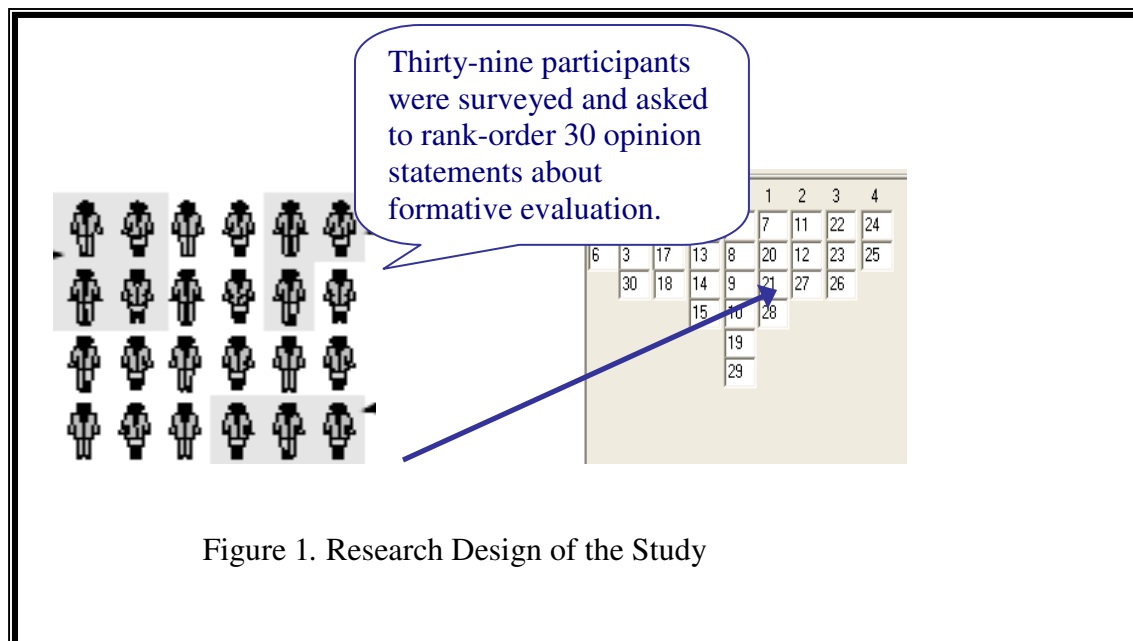 Thirty-nine participants
were surveyed and asked
to rank-order 30 opinion
statements about
formative evaluation.
1 2 3 4
7 11 22 24
6 3 17 13 8 20 12 23 25
30 18 14 9 21 27 26
15 10 28
19
29
Figure 1. Research Design of the Study